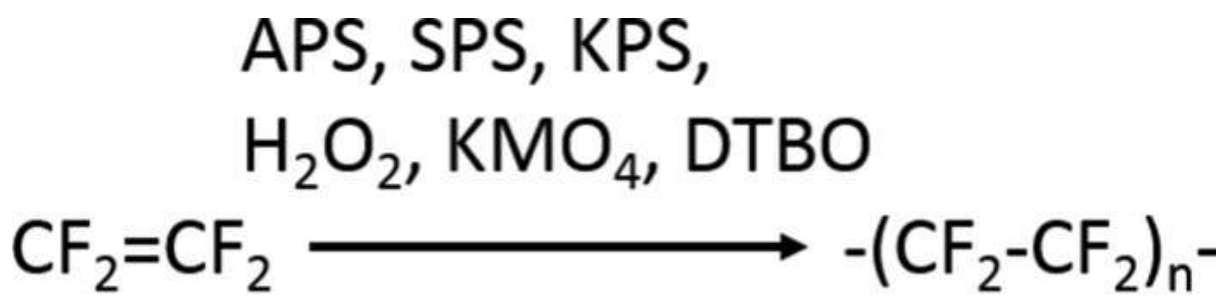 APS, SPS, KPS,
H₂O₂, KMO₄, DTBO
CF₂=CF₂ ⟶ -(CF₂-CF₂)ₙ-